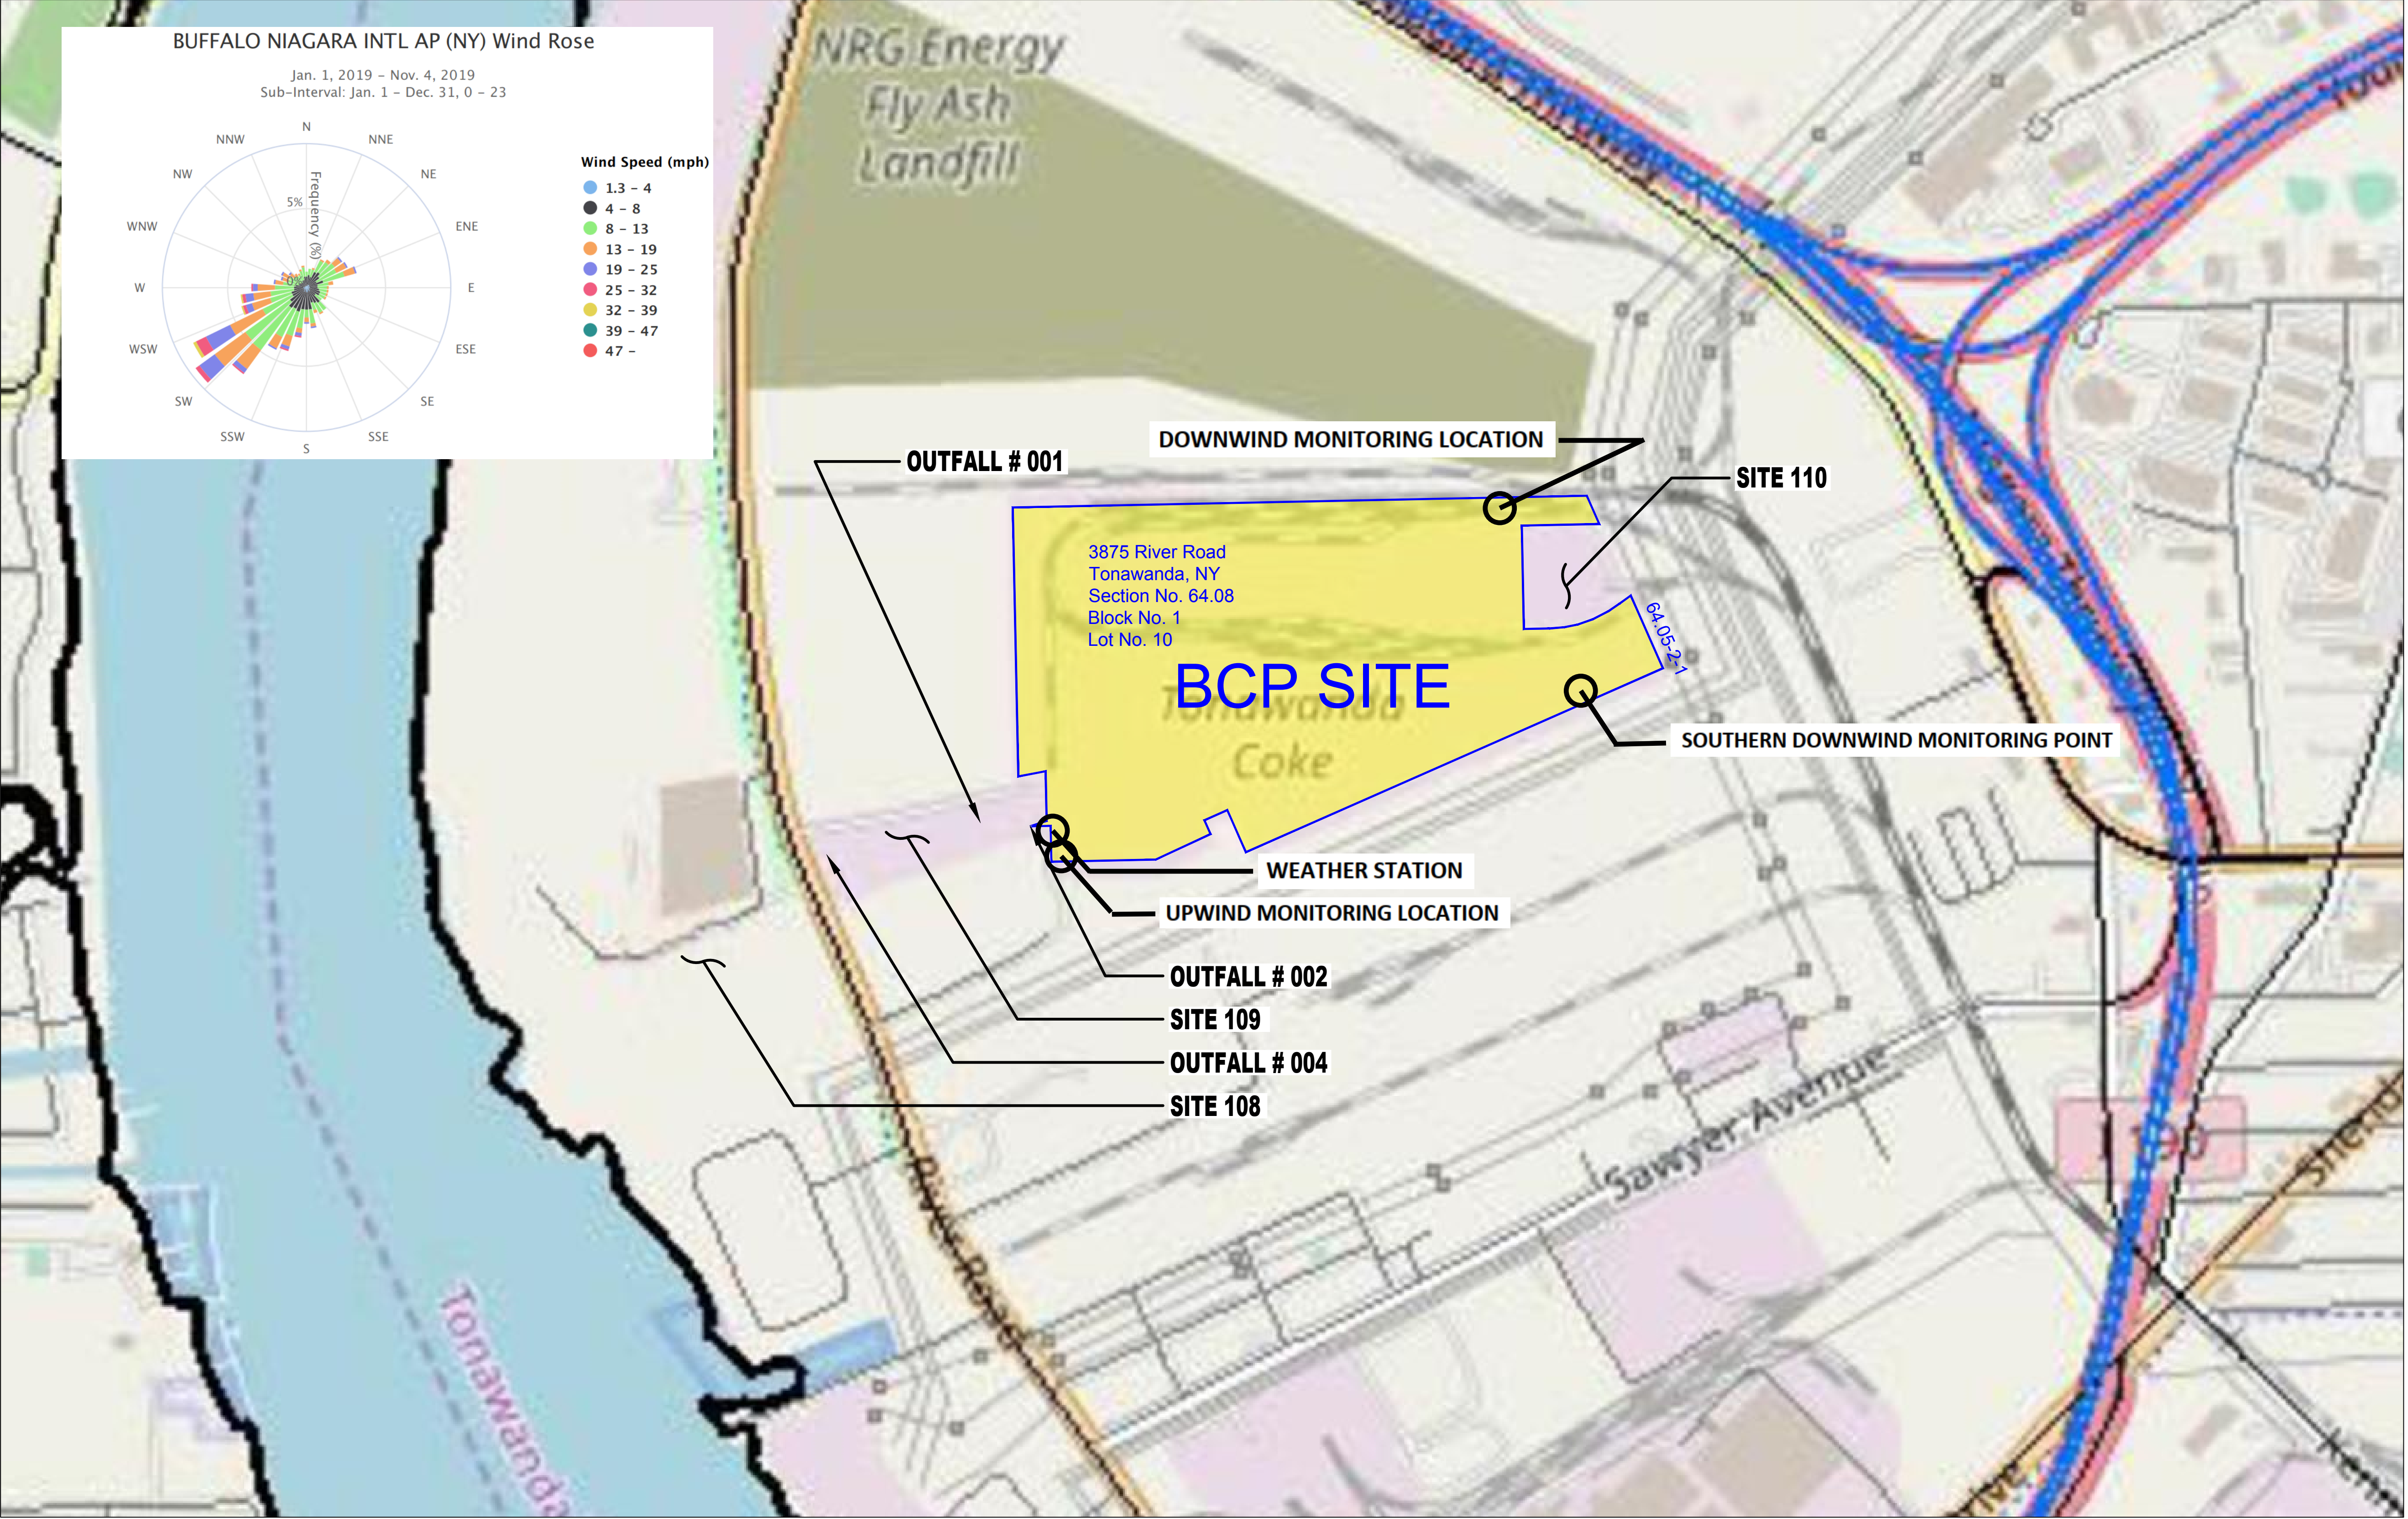 BUFFALO NIAGARA INTL AP (NY) Wind Rose
Jan. 1, 2019 – Nov. 4, 2019
Sub-Interval: Jan. 1 – Dec. 31, 0 – 23
N
NNE
NE
ENE
E
ESE
SE
SSE
S
SSW
SW
WSW
W
WNW
NW
NNW
Frequency (%)
5%
0%
Wind Speed (mph)
1.3 – 4
4 – 8
8 – 13
13 – 19
19 – 25
25 – 32
32 – 39
39 – 47
47 –
NRG Energy
Fly Ash
Landfill
DOWNWIND MONITORING LOCATION
OUTFALL # 001
SITE 110
3875 River Road
Tonawanda, NY
Section No. 64.08
Block No. 1
Lot No. 10
64.05-2-1
BCP SITE
Tonawanda
Coke
SOUTHERN DOWNWIND MONITORING POINT
WEATHER STATION
UPWIND MONITORING LOCATION
OUTFALL # 002
SITE 109
OUTFALL # 004
SITE 108
River Road
Sawyer Avenue
Tonawanda